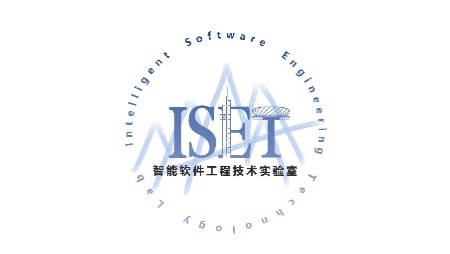 Intelligent Software Engineering Technology Lab
ISET
智能软件工程技术实验室